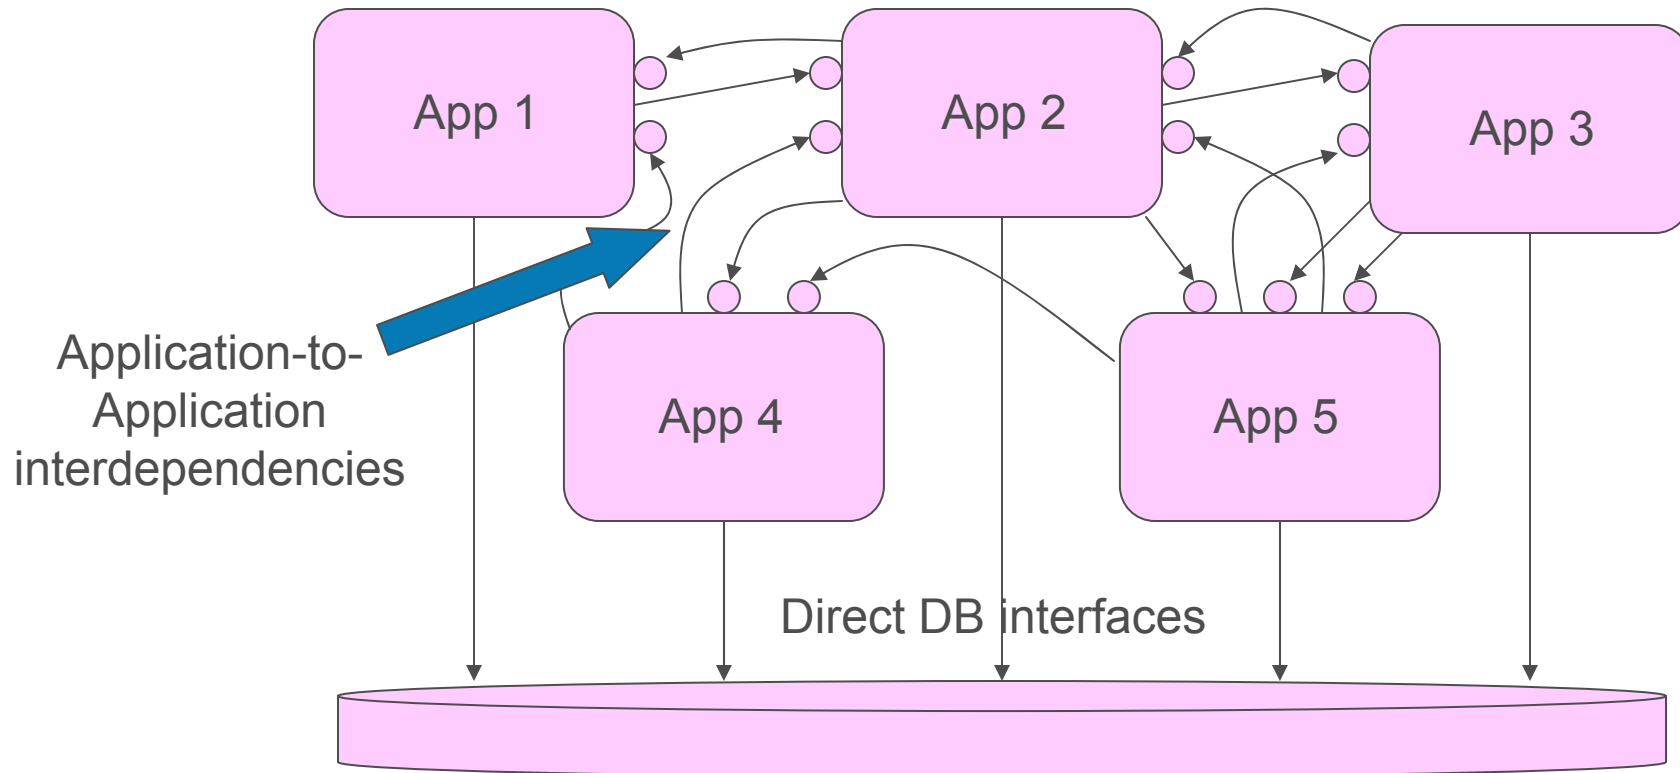 App 1
App 2
App 3
Application-to-
Application
interdependencies
App 4
App 5
Direct DB interfaces